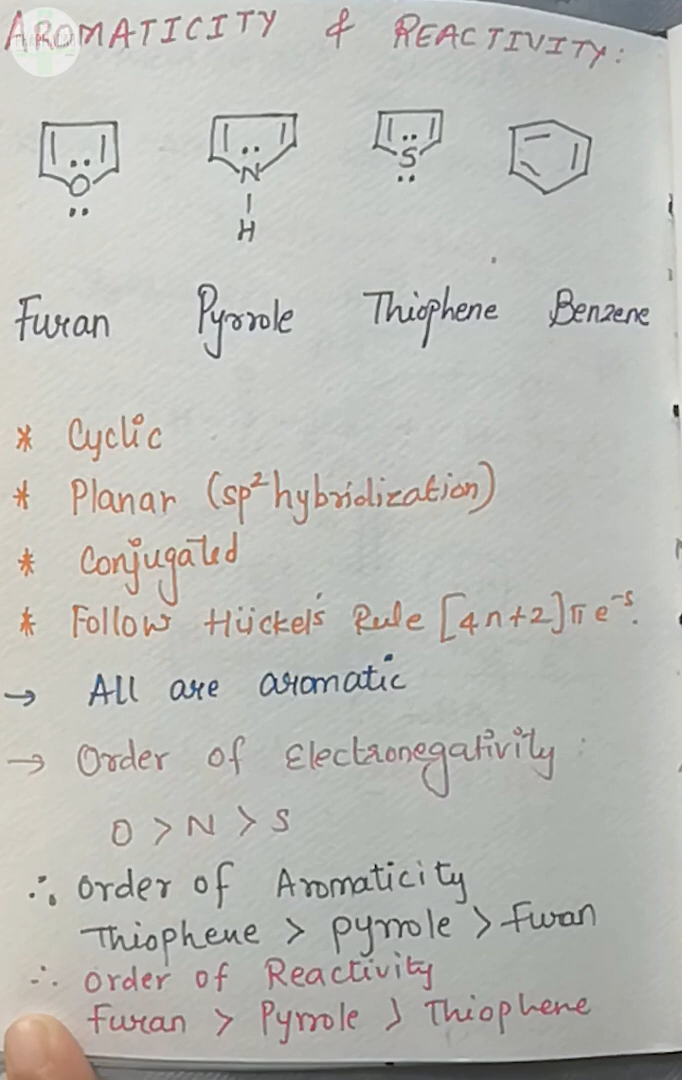 AROMATICITY & REACTIVITY:
O
N
H
S
Furan Pyrrole Thiophene Benzene
* Cyclic
* Planar (sp² hybridization)
* Conjugated
* Follow Hückel's Rule [4n+2]π e⁻ˢ.
→ All are aromatic
→ Order of Electronegativity:
O > N > S
∴ Order of Aromaticity
Thiophene > pyrrole > Furan
∴ order of Reactivity
Furan > Pyrrole > Thiophene